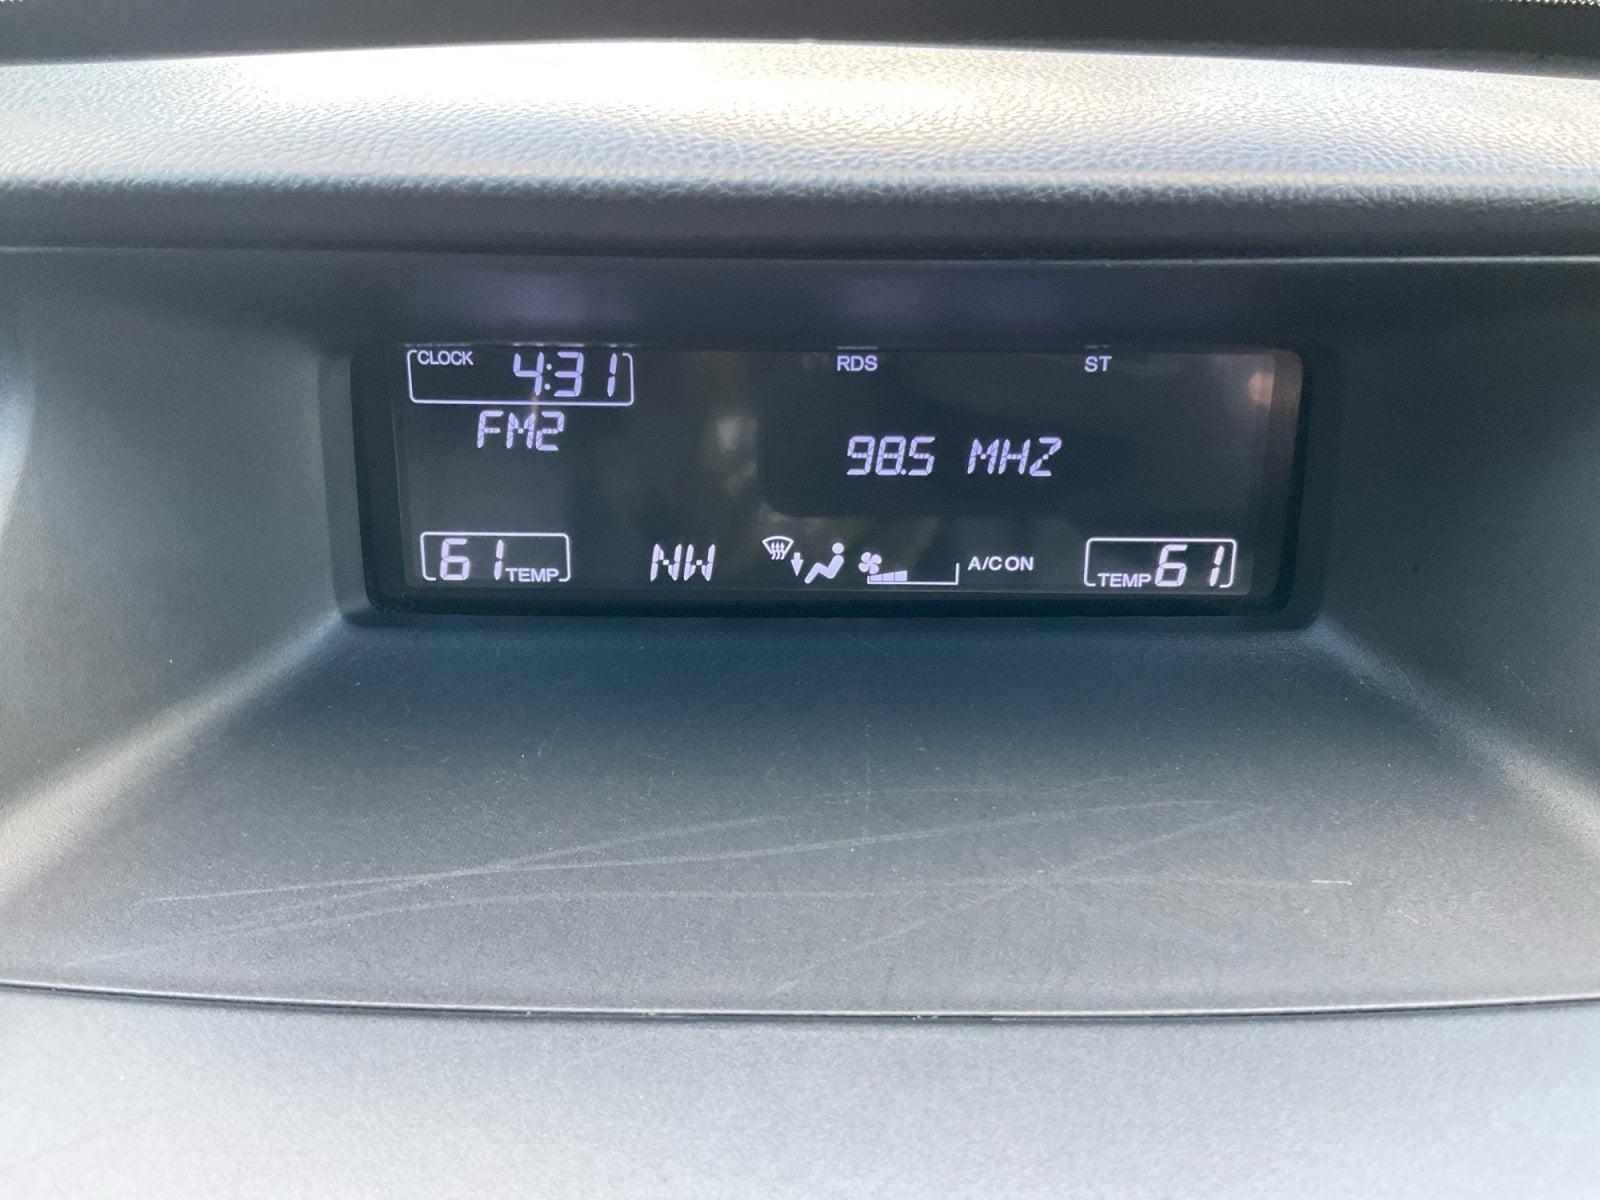 CLOCK 4:31 RDS ST
FM2
98.5 MHZ
61 TEMP NW A/C ON TEMP 61